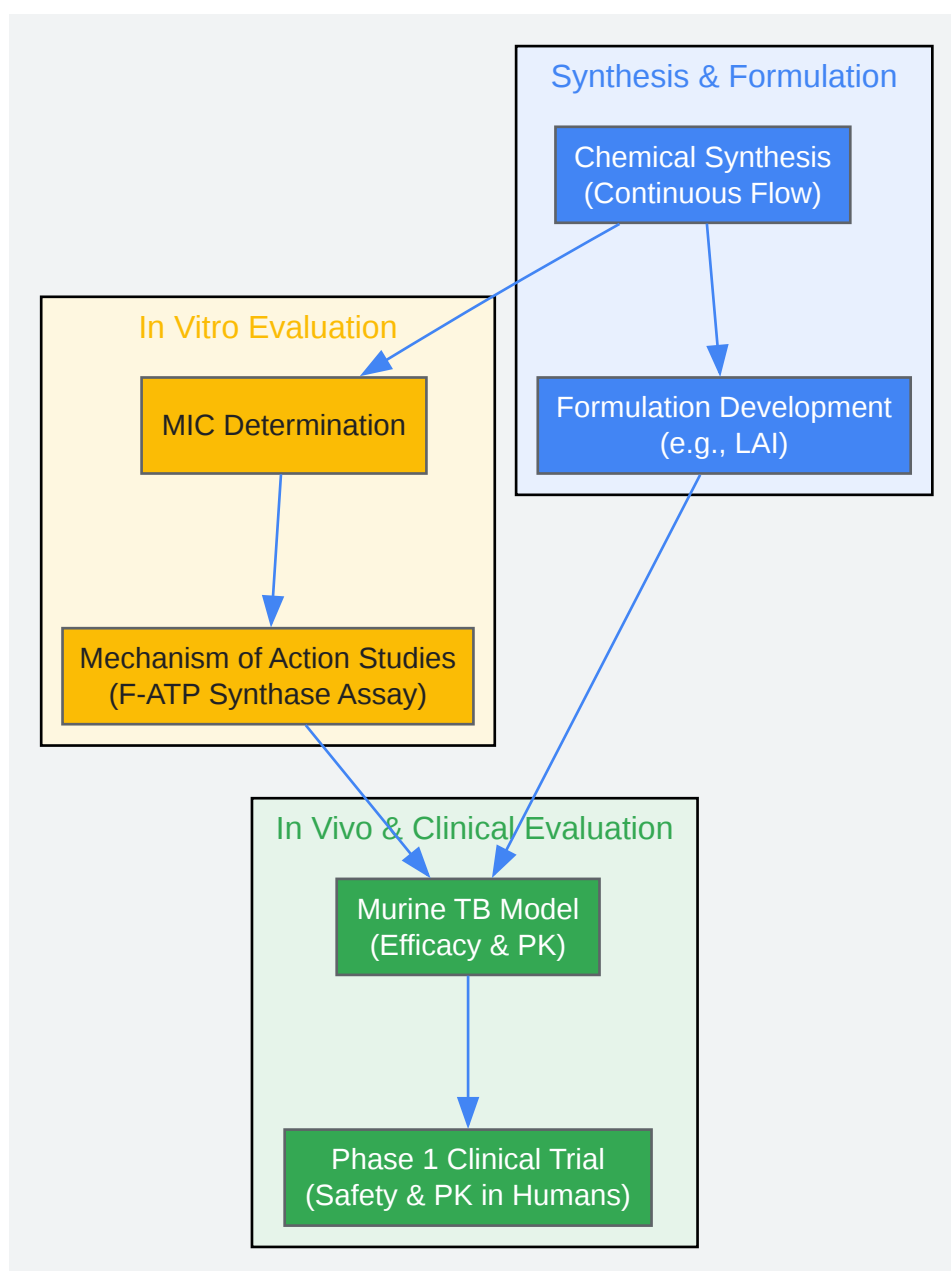 Synthesis & Formulation
Chemical Synthesis
(Continuous Flow)
In Vitro Evaluation
MIC Determination
Formulation Development
(e.g., LAI)
Mechanism of Action Studies
(F-ATP Synthase Assay)
In Vivo & Clinical Evaluation
Murine TB Model
(Efficacy & PK)
Phase 1 Clinical Trial
(Safety & PK in Humans)